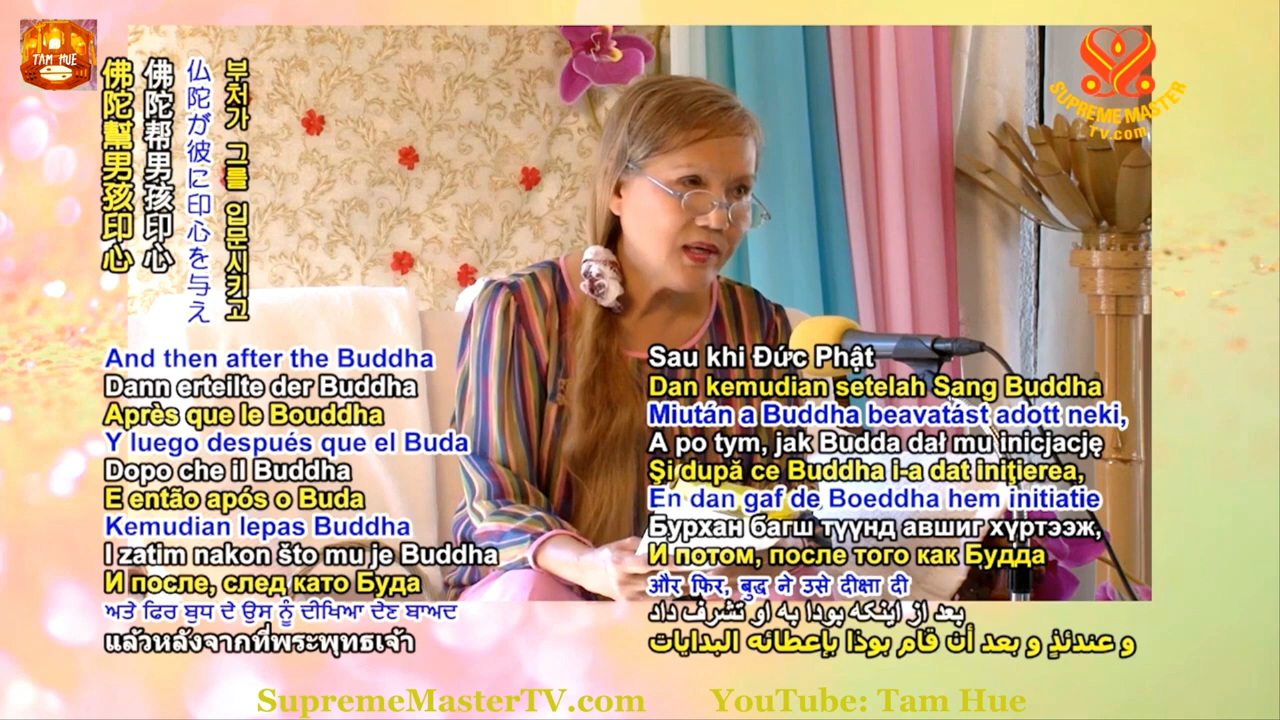 TAM HUE
SUPREME MASTER
TV.com
佛陀幫男孩印心
佛陀帮男孩印心
仏陀が彼に印心を与え
부처가 그를 입문시키고
And then after the Buddha
Dann erteilte der Buddha
Après que le Bouddha
Y luego después que el Buda
Dopo che il Buddha
E então após o Buda
Kemudian lepas Buddha
I zatim nakon što mu je Buddha
И после, след като Буда
ਅਤੇ ਫਿਰ ਬੁਧ ਦੇ ਉਸ ਨੂੰ ਦੀਖਿਆ ਦੇਣ ਬਾਅਦ
แล้วหลังจากที่พระพุทธเจ้า
Sau khi Đức Phật
Dan kemudian setelah Sang Buddha
Miután a Buddha beavatást adott neki,
A po tym, jak Budda dał mu inicjację
Şi după ce Buddha i-a dat iniţierea,
En dan gaf de Boeddha hem initiatie
Бурхан багш түүнд авшиг хүртээж,
И потом, после того как Будда
और फिर, बुद्ध ने उसे दीक्षा दी
بعد از اینکه بودا به او تشرف داد
و عندئذٍ و بعد أن قام بوذا بإعطائه البدايات
SupremeMasterTV.com
YouTube: Tam Hue